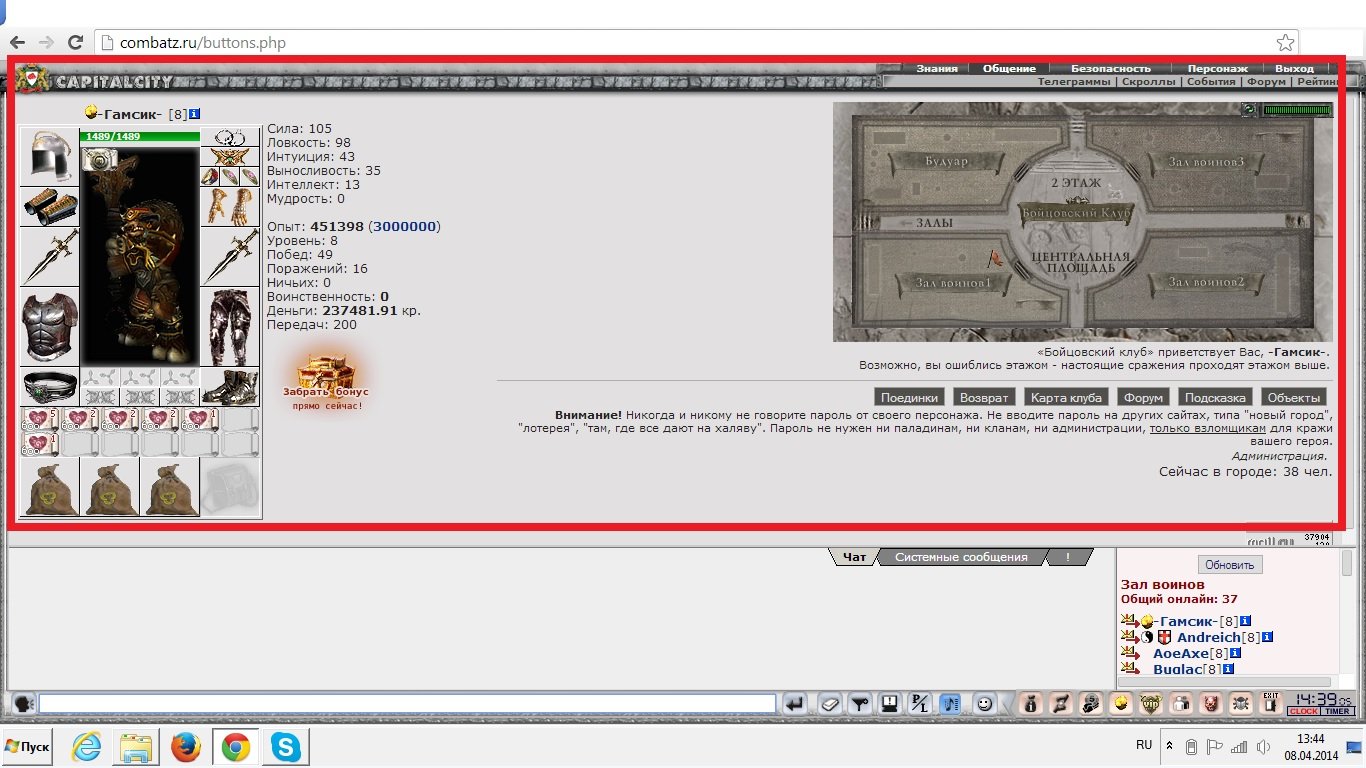 combatz.ru/buttons.php
CAPITALCITY
Знания Общение Безопасность Персонаж Выход
Телеграммы | Скроллы | События | Форум | Рейтин
-Гамсик- [8]
1489/1489
Сила: 105
Ловкость: 98
Интуиция: 43
Выносливость: 35
Интеллект: 13
Мудрость: 0
Опыт: 451398 (3000000)
Уровень: 8
Побед: 49
Поражений: 16
Ничьих: 0
Воинственность: 0
Деньги: 237481.91 кр.
Передач: 200
Забрать бонус
прямо сейчас!
Будуар
Зал воинов3
2 ЭТАЖ
Бойцовский Клуб
ЗАЛЫ
ЦЕНТРАЛЬНАЯ
ПЛОЩАДЬ
Зал воинов1
Зал воинов2
«Бойцовский клуб» приветствует Вас, -Гамсик-.
Возможно, вы ошиблись этажом - настоящие сражения проходят этажом выше.
Поединки Возврат Карта клуба Форум Подсказка Объекты
Внимание! Никогда и никому не говорите пароль от своего персонажа. Не вводите пароль на других сайтах, типа "новый город",
"лотерея", "там, где все дают на халяву". Пароль не нужен ни паладинам, ни кланам, ни администрации, только взломщикам для кражи
вашего героя.
Администрация.
Сейчас в городе: 38 чел.
37904
Чат Системные сообщения !
Обновить
Зал воинов
Общий онлайн: 37
-Гамсик-[8]
Andreich[8]
AoeAxe[8]
Buglac[8]
EXIT
14:39:05
CLOCK TIMER
Пуск
RU
13:44
08.04.2014